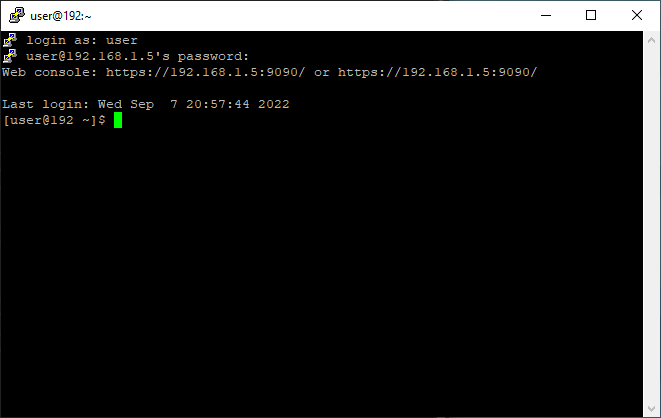 user@192:~
login as: user
user@192.168.1.5's password:
Web console: https://192.168.1.5:9090/ or https://192.168.1.5:9090/
Last login: Wed Sep  7 20:57:44 2022
[user@192 ~]$